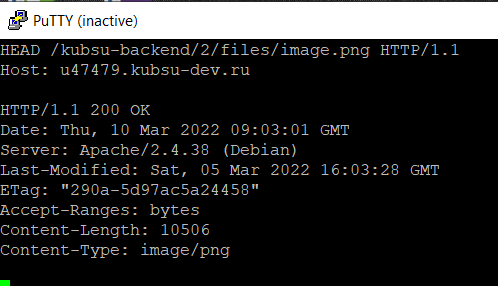 PuTTY (inactive)
HEAD /kubsu-backend/2/files/image.png HTTP/1.1
Host: u47479.kubsu-dev.ru

HTTP/1.1 200 OK
Date: Thu, 10 Mar 2022 09:03:01 GMT
Server: Apache/2.4.38 (Debian)
Last-Modified: Sat, 05 Mar 2022 16:03:28 GMT
ETag: "290a-5d97ac5a24458"
Accept-Ranges: bytes
Content-Length: 10506
Content-Type: image/png